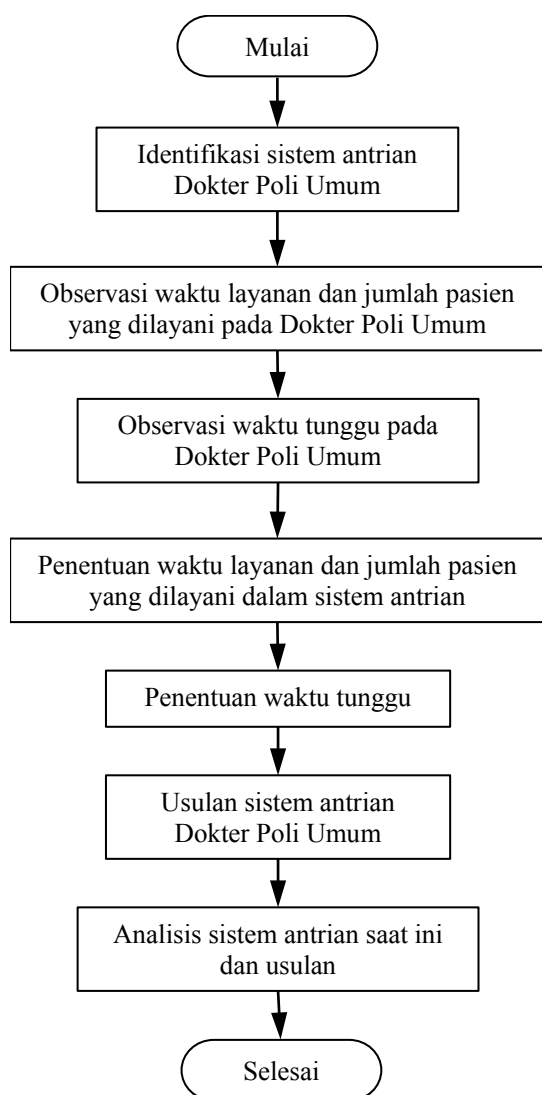 Mulai
Identifikasi sistem antrian
Dokter Poli Umum
Observasi waktu layanan dan jumlah pasien
yang dilayani pada Dokter Poli Umum
Observasi waktu tunggu pada
Dokter Poli Umum
Penentuan waktu layanan dan jumlah pasien
yang dilayani dalam sistem antrian
Penentuan waktu tunggu
Usulan sistem antrian
Dokter Poli Umum
Analisis sistem antrian saat ini
dan usulan
Selesai